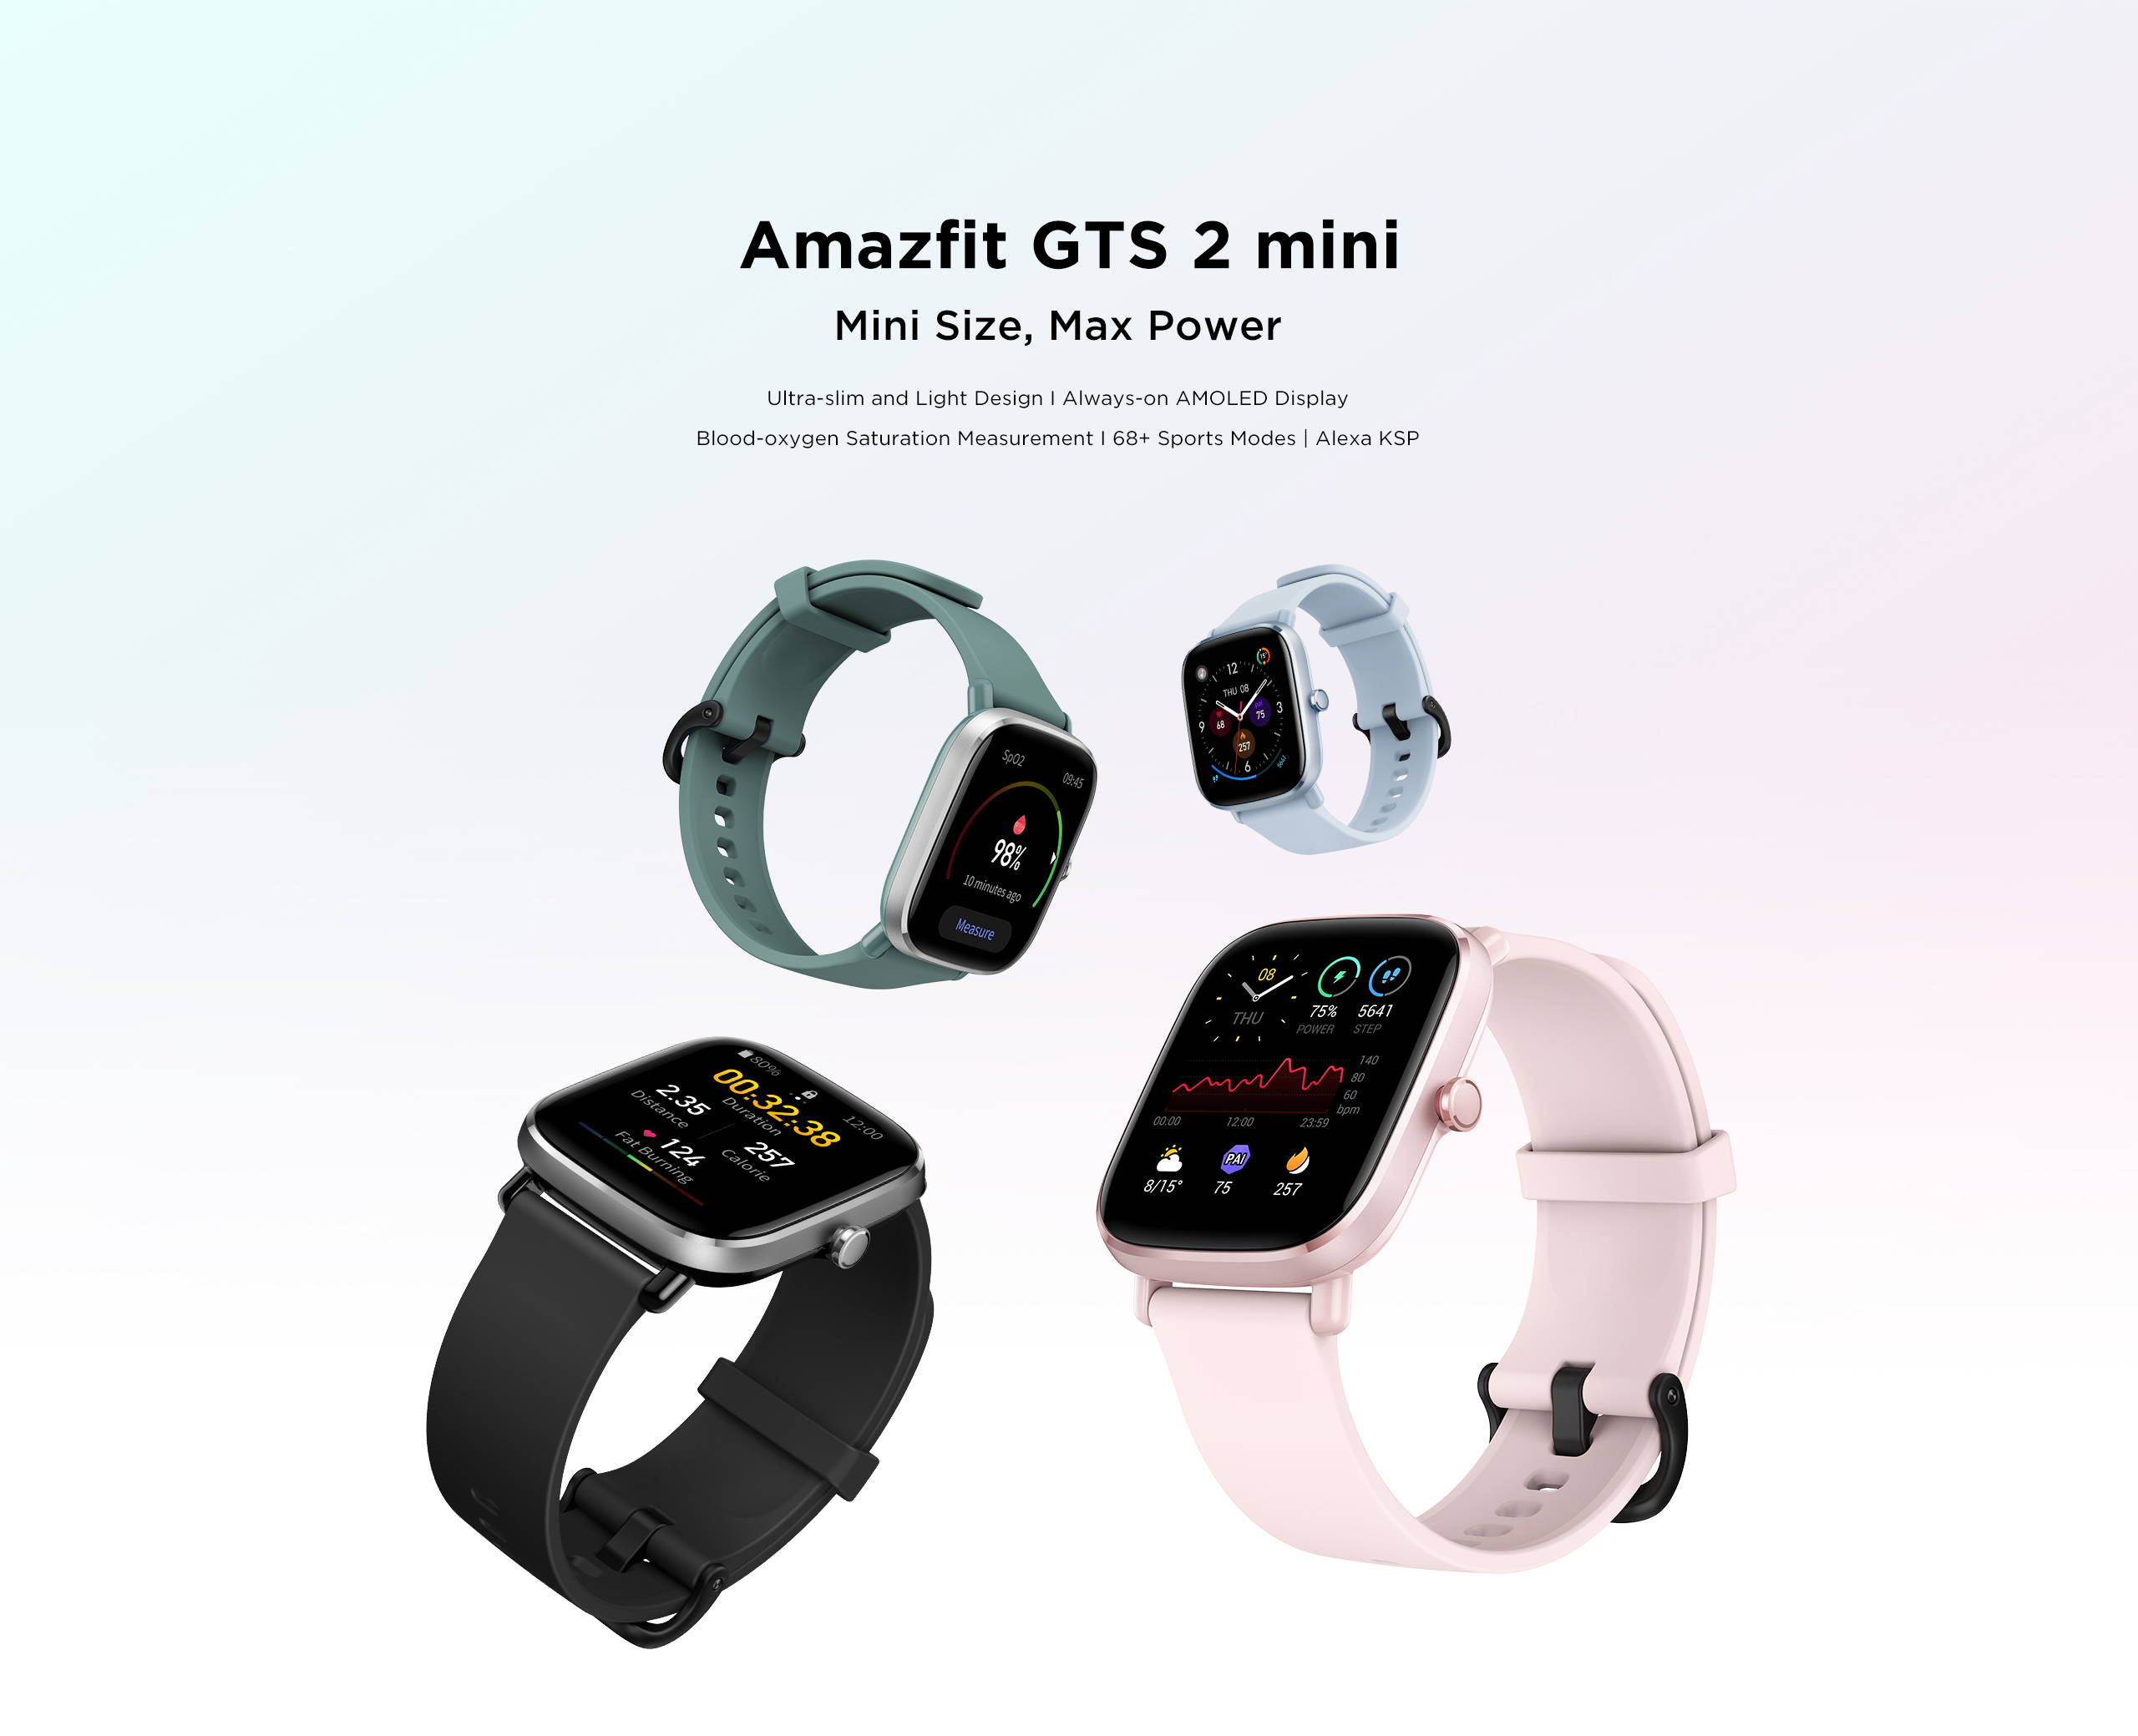 Amazfit GTS 2 mini
Mini Size, Max Power
Ultra-slim and Light Design I Always-on AMOLED Display
Blood-oxygen Saturation Measurement I 68+ Sports Modes | Alexa KSP
SpO2
09:45
98%
10 minutes ago
Measure
12
THU 08
9
68
75
3
257
6
80%
00:32:38
12:00
Duration
2.35
Distance
257
Calorie
124
Fat Burning
08
THU
75% 5641
POWER STEP
140
80
60
bpm
00:00 12:00 23:59
PAI
8/15° 75 257